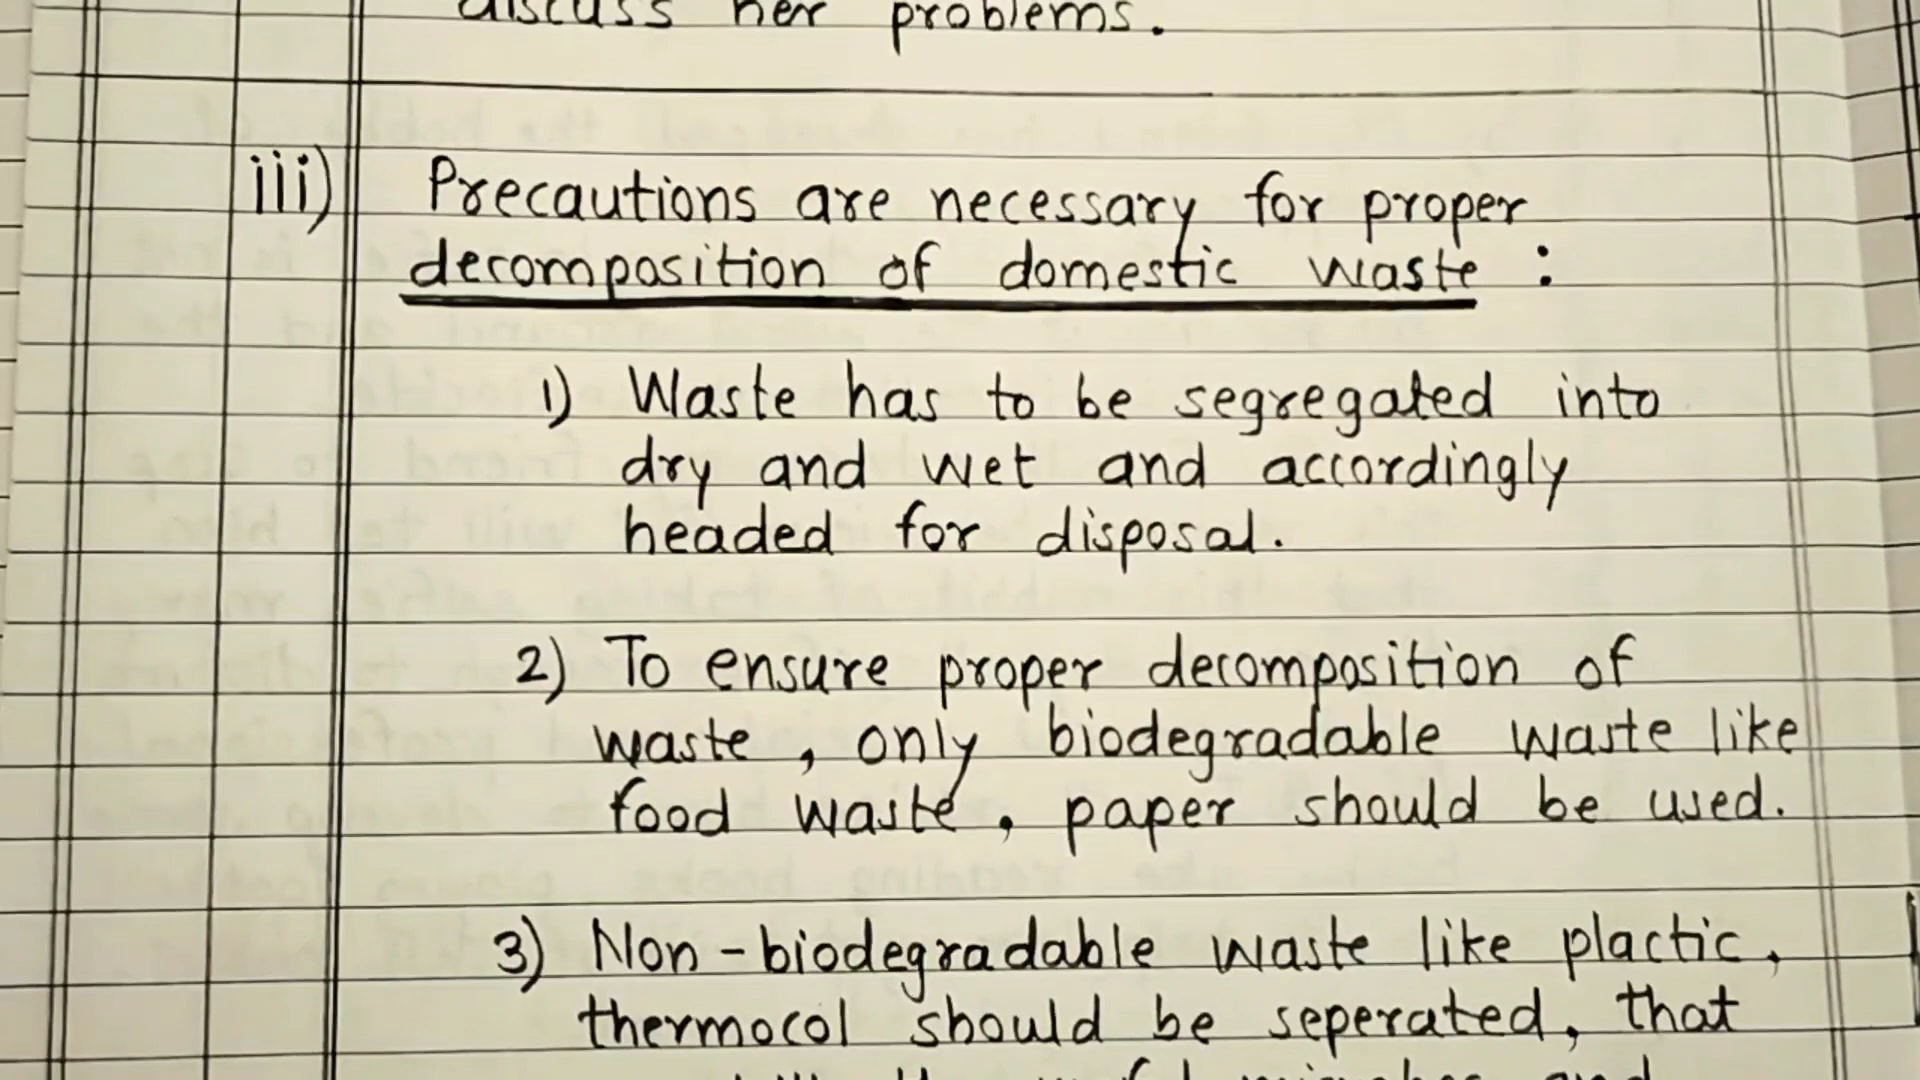 discuss her problems.
iii) Precautions are necessary for proper
decomposition of domestic waste :
1) Waste has to be segregated into
dry and wet and accordingly
headed for disposal.
2) To ensure proper decomposition of
waste , only biodegradable waste like
food waste , paper should be used.
3) Non-biodegradable waste like plactic,
thermocol should be seperated, that